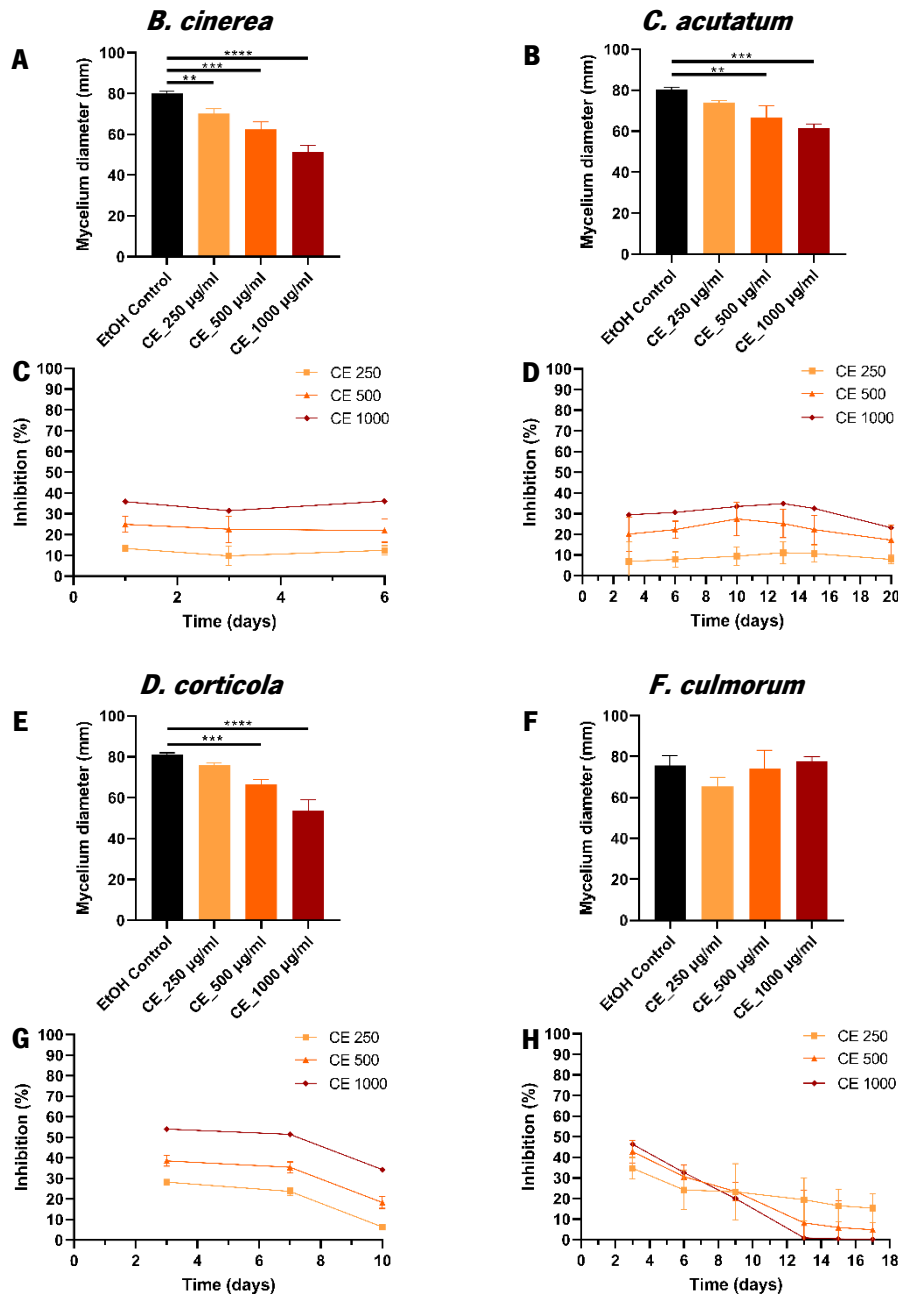 B. cinerea
C. acutatum
A
B
Mycelium diameter (mm)
100
80
60
40
20
0
**
***
****
EtOH Control
CE_250 µg/ml
CE_500 µg/ml
CE_1000 µg/ml
Mycelium diameter (mm)
100
80
60
40
20
0
**
***
EtOH Control
CE_250 µg/ml
CE_500 µg/ml
CE_1000 µg/ml
C
D
Inhibition (%)
100
90
80
70
60
50
40
30
20
10
0
CE 250
CE 500
CE 1000
0 2 4 6
Time (days)
Inhibition (%)
100
90
80
70
60
50
40
30
20
10
0
CE 250
CE 500
CE 1000
0 2 4 6 8 10 12 14 16 18 20
Time (days)
D. corticola
F. culmorum
E
F
Mycelium diameter (mm)
100
80
60
40
20
0
***
****
EtOH Control
CE_250 µg/ml
CE_500 µg/ml
CE_1000 µg/ml
Mycelium diameter (mm)
100
80
60
40
20
0
EtOH Control
CE_250 µg/ml
CE_500 µg/ml
CE_1000 µg/ml
G
H
Inhibition (%)
100
90
80
70
60
50
40
30
20
10
0
CE 250
CE 500
CE 1000
0 2 4 6 8 10
Time (days)
Inhibition (%)
100
90
80
70
60
50
40
30
20
10
0
CE 250
CE 500
CE 1000
0 2 4 6 8 10 12 14 16 18
Time (days)